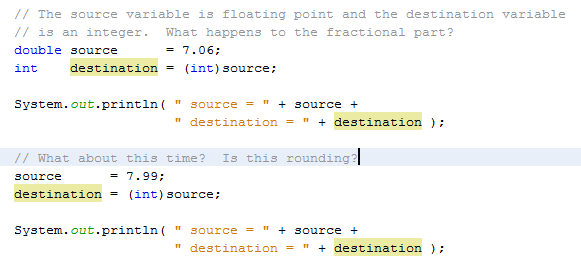 // The source variable is floating point and the destination variable
// is an integer.  What happens to the fractional part?
double source      = 7.06;
int    destination = (int)source;
System.out.println( " source = " + source +
                    " destination = " + destination );
// What about this time?  Is this rounding?
source      = 7.99;
destination = (int)source;
System.out.println( " source = " + source +
                    " destination = " + destination );